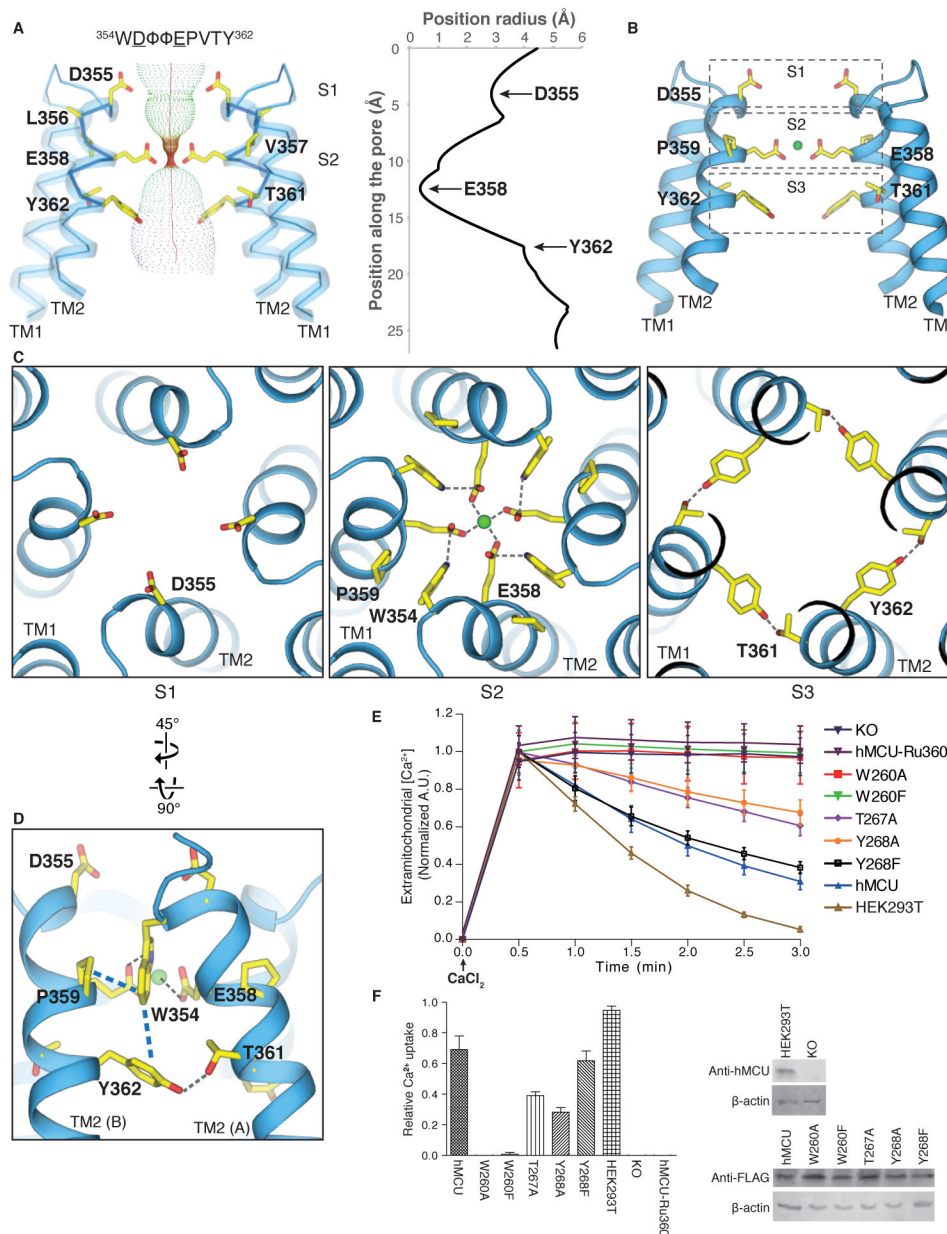 A
³⁵⁴WDΦΦEPVTY³⁶²
D355
S1
L356
V357
E358
S2
Y362
T361
TM2
TM2
TM1
TM1
Position radius (Å)
0 1 2 3 4 5 6
Position along the pore (Å)
0
5
10
15
20
25
D355
E358
Y362
B
S1
D355
S2
P359
E358
Y362
S3
T361
TM2
TM2
TM1
TM
C
D355
TM1
TM2
S1
P359
W354
E358
TM1
TM2
S2
Y362
T361
TM1
TM2
S3
45°
90°
D
D355
P359
E358
W354
T361
Y362
TM2 (B)
TM2 (A)
E
Extramitochondrial [Ca²⁺]
(Normalized A.U.)
1.2
1.0
0.8
0.6
0.4
0.2
0.0
0.0 0.5 1.0 1.5 2.0 2.5 3.0
CaCl₂
Time (min)
KO
hMCU-Ru360
W260A
W260F
T267A
Y268A
Y268F
hMCU
HEK293T
F
Relative Ca²⁺ uptake
1.0
0.8
0.6
0.4
0.2
0.0
hMCU
W260A
W260F
T267A
Y268A
Y268F
HEK293T
KO
hMCU-Ru360
HEK293T
KO
Anti-hMCU
β-actin
hMCU
W260A
W260F
T267A
Y268A
Y268F
Anti-FLAG
β-actin